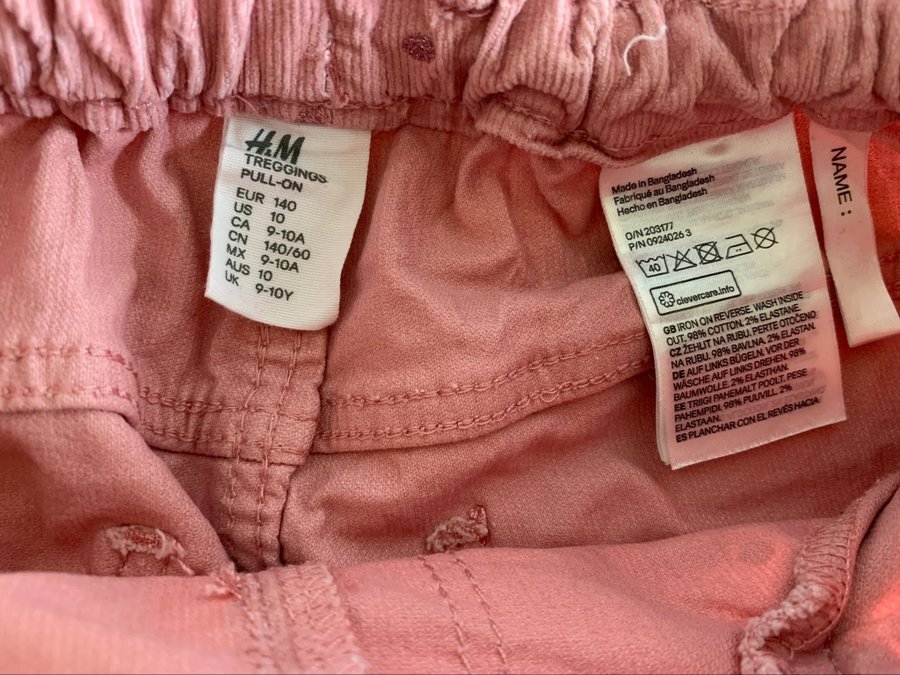 H&M
TREGGINGS
PULL-ON
EUR 140
US 10
CA 9-10A
CN 140/60
MX 9-10A
AUS 10
UK 9-10Y
Made in Bangladesh
Fabriqué au Bangladesh
Hecho en Bangladesh
O/N 203177
P/N 0924026 3
40
clevercare.info
GB IRON ON REVERSE. WASH INSIDE
OUT. 98% COTTON, 2% ELASTANE.
CZ ŽEHLIT NA RUBU. PERTE OTOČENO
NA RUBU. 98% BAVLNA, 2% ELASTAN.
DE AUF LINKS BÜGELN. VOR DER
WÄSCHE AUF LINKS DREHEN. 98%
BAUMWOLLE, 2% ELASTHAN.
EE TRIIGI PAHEMALT POOLT. PESE
PAHEMPIDI. 98% PUUVILL, 2%
ELASTAAN.
ES PLANCHAR CON EL REVÉS HACIA
NAME :